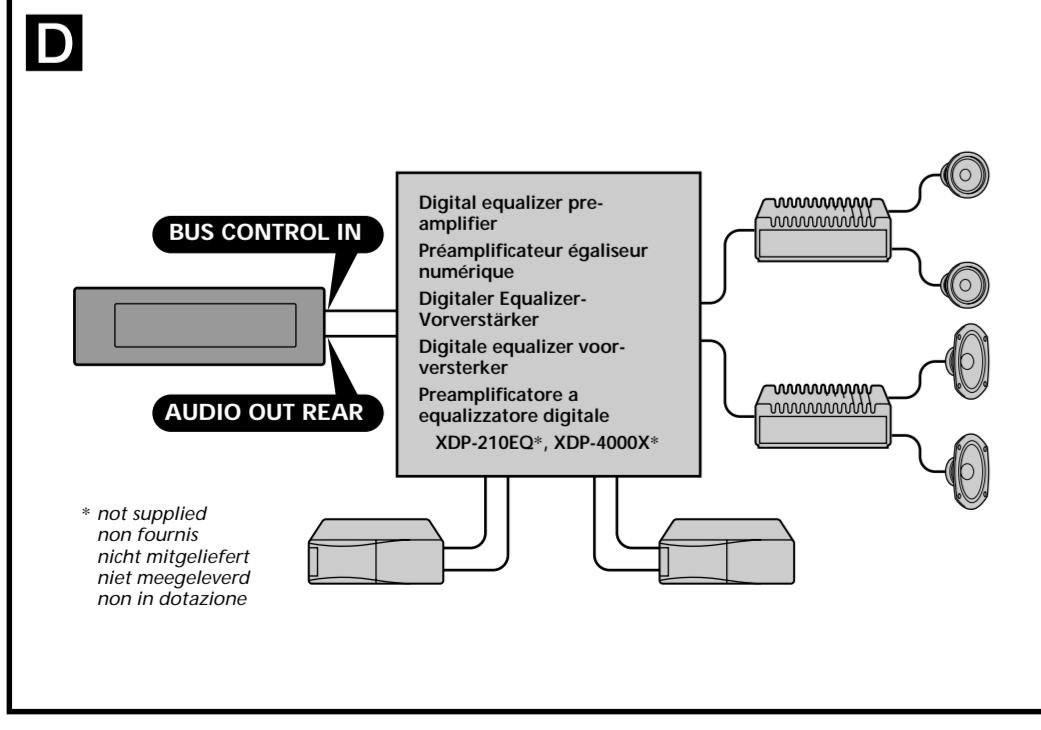 D
BUS CONTROL IN
AUDIO OUT REAR
Digital equalizer pre-
amplifier
Préamplificateur égaliseur
numérique
Digitaler Equalizer-
Vorverstärker
Digitale equalizer voor-
versterker
Preamplificatore a
equalizzatore digitale
XDP-210EQ*, XDP-4000X*
* not supplied
non fournis
nicht mitgeliefert
niet meegeleverd
non in dotazione